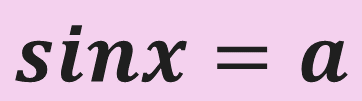 sinx = a